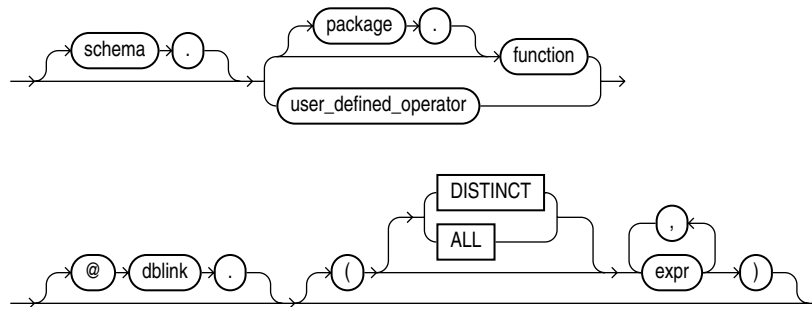 package .
schema . function
user_defined_operator
DISTINCT
ALL ,
@ dblink . ( expr )